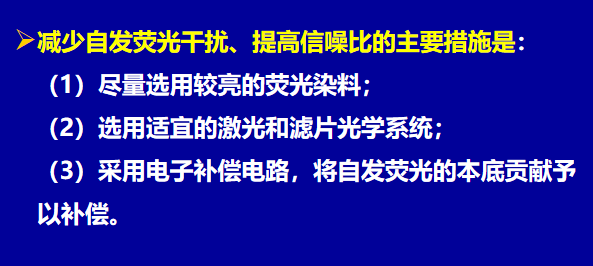 ➢减少自发荧光干扰、提高信噪比的主要措施是：
（1）尽量选用较亮的荧光染料；
（2）选用适宜的激光和滤片光学系统；
（3）采用电子补偿电路，将自发荧光的本底贡献予
以补偿。